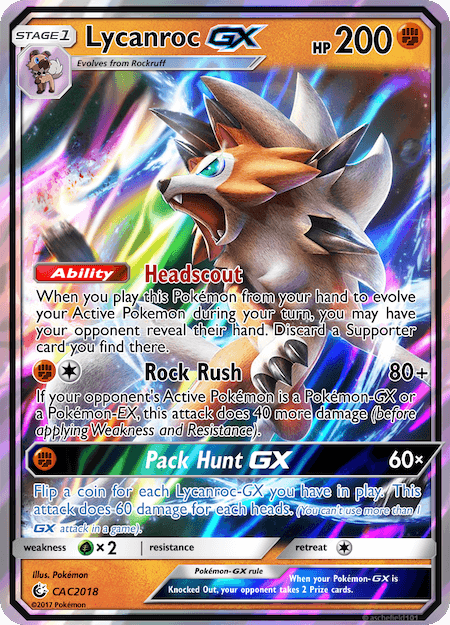 STAGE 1
Lycanroc GX
HP 200
Evolves from Rockruff
Ability Headscout
When you play this Pokémon from your hand to evolve
your Active Pokemon during your turn, you may have
your opponent reveal their hand. Discard a Supporter
card you find there.
Rock Rush 80+
If your opponent's Active Pokémon is a Pokémon-GX or
a Pokémon-EX, this attack does 40 more damage (before
applying Weakness and Resistance).
Pack Hunt GX 60×
Flip a coin for each Lycanroc-GX you have in play. This
attack does 60 damage for each heads. (You can't use more than 1
GX attack in a game).
weakness × 2 resistance retreat
illus. Pokémon
CAC2018
©2017 Pokémon
Pokémon-GX rule
When your Pokémon-GX is
Knocked Out, your opponent takes 2 Prize cards.
© aschefield101